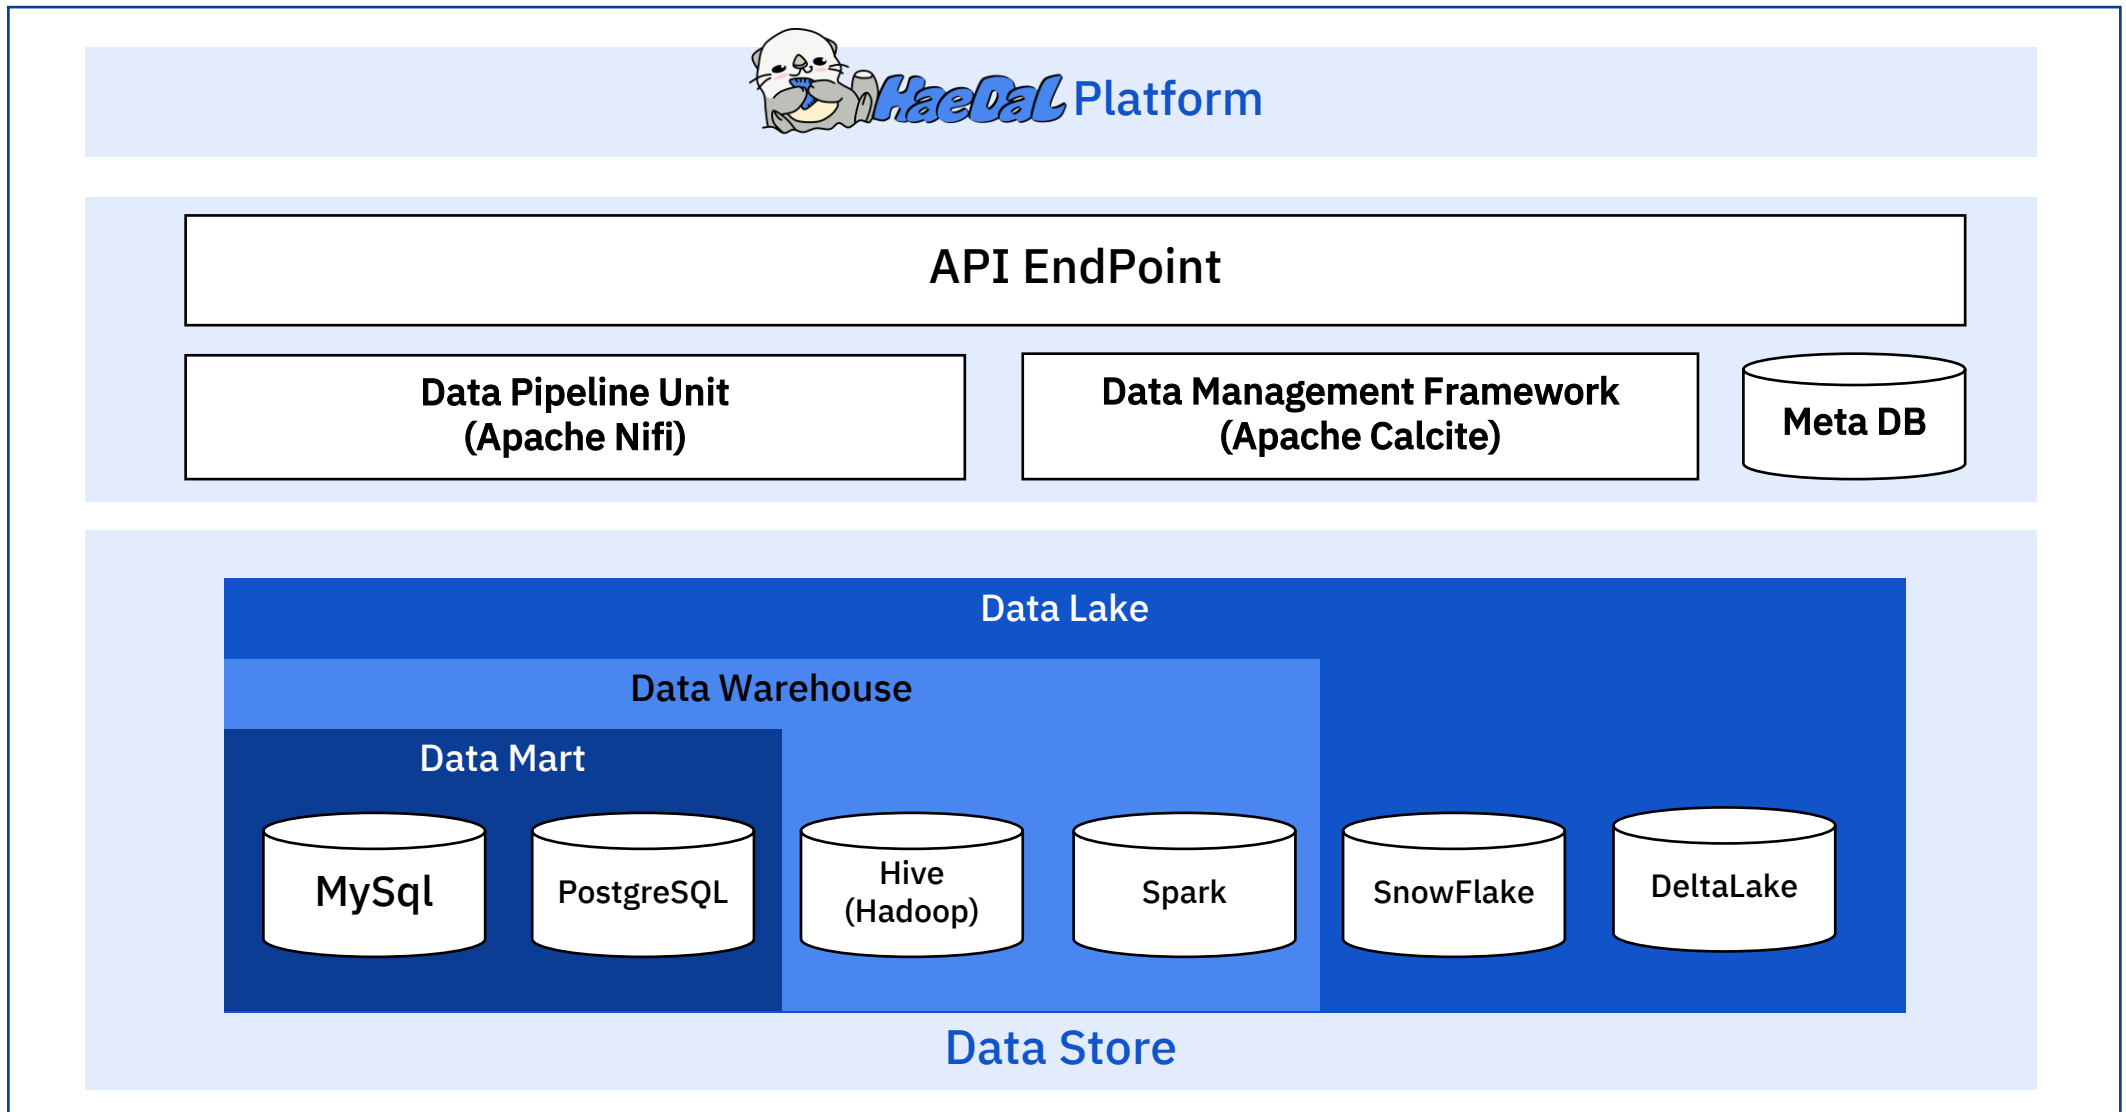 HaeDaL Platform
API EndPoint
Data Pipeline Unit
(Apache Nifi)
Data Management Framework
(Apache Calcite)
Meta DB
Data Lake
Data Warehouse
Data Mart
MySql
PostgreSQL
Hive
(Hadoop)
Spark
SnowFlake
DeltaLake
Data Store